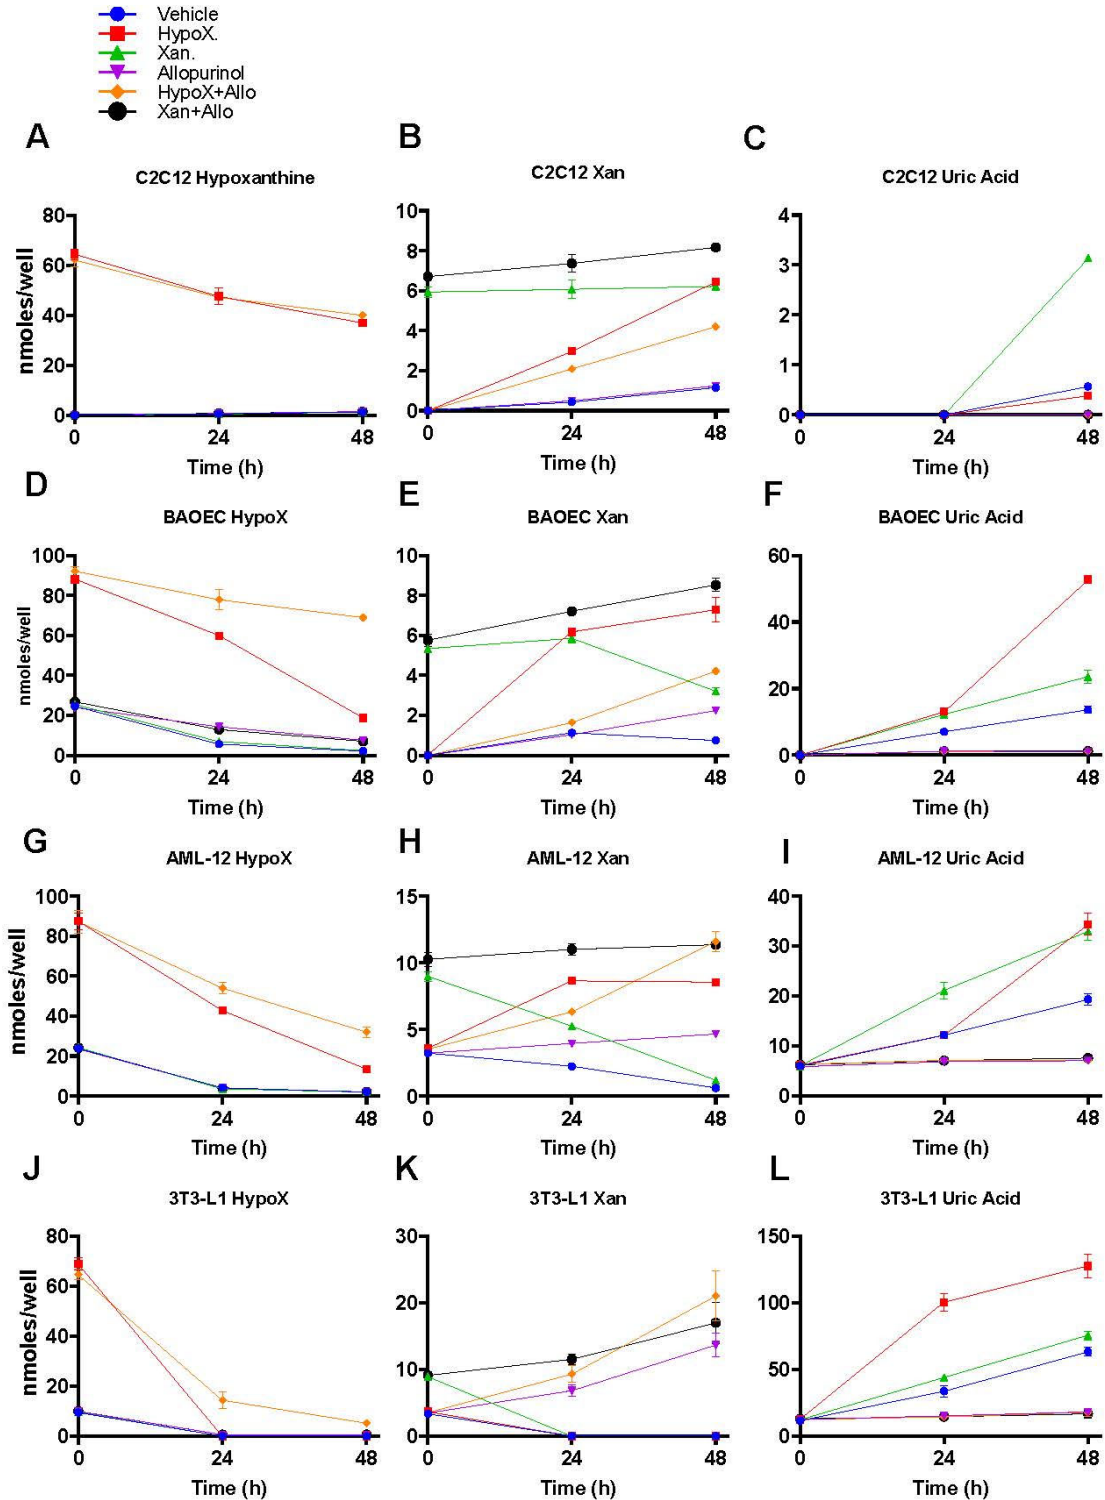 Vehicle
HypoX.
Xan.
Allopurinol
HypoX+Allo
Xan+Allo
A
B
C
C2C12 Hypoxanthine
C2C12 Xan
C2C12 Uric Acid
nmoles/well
80
60
40
20
0
0 24 48
Time (h)
10
8
6
4
2
0
0 24 48
Time (h)
4
3
2
1
0
0 24 48
Time (h)
D
E
F
BAOEC HypoX
BAOEC Xan
BAOEC Uric Acid
nmoles/well
100
80
60
40
20
0
0 24 48
Time (h)
10
8
6
4
2
0
0 24 48
Time (h)
60
40
20
0
0 24 48
Time (h)
G
H
I
AML-12 HypoX
AML-12 Xan
AML-12 Uric Acid
nmoles/well
100
80
60
40
20
0
0 24 48
Time (h)
15
10
5
0
0 24 48
Time (h)
40
30
20
10
0
0 24 48
Time (h)
J
K
L
3T3-L1 HypoX
3T3-L1 Xan
3T3-L1 Uric Acid
nmoles/well
80
60
40
20
0
0 24 48
Time (h)
30
20
10
0
0 24 48
Time (h)
150
100
50
0
0 24 48
Time (h)